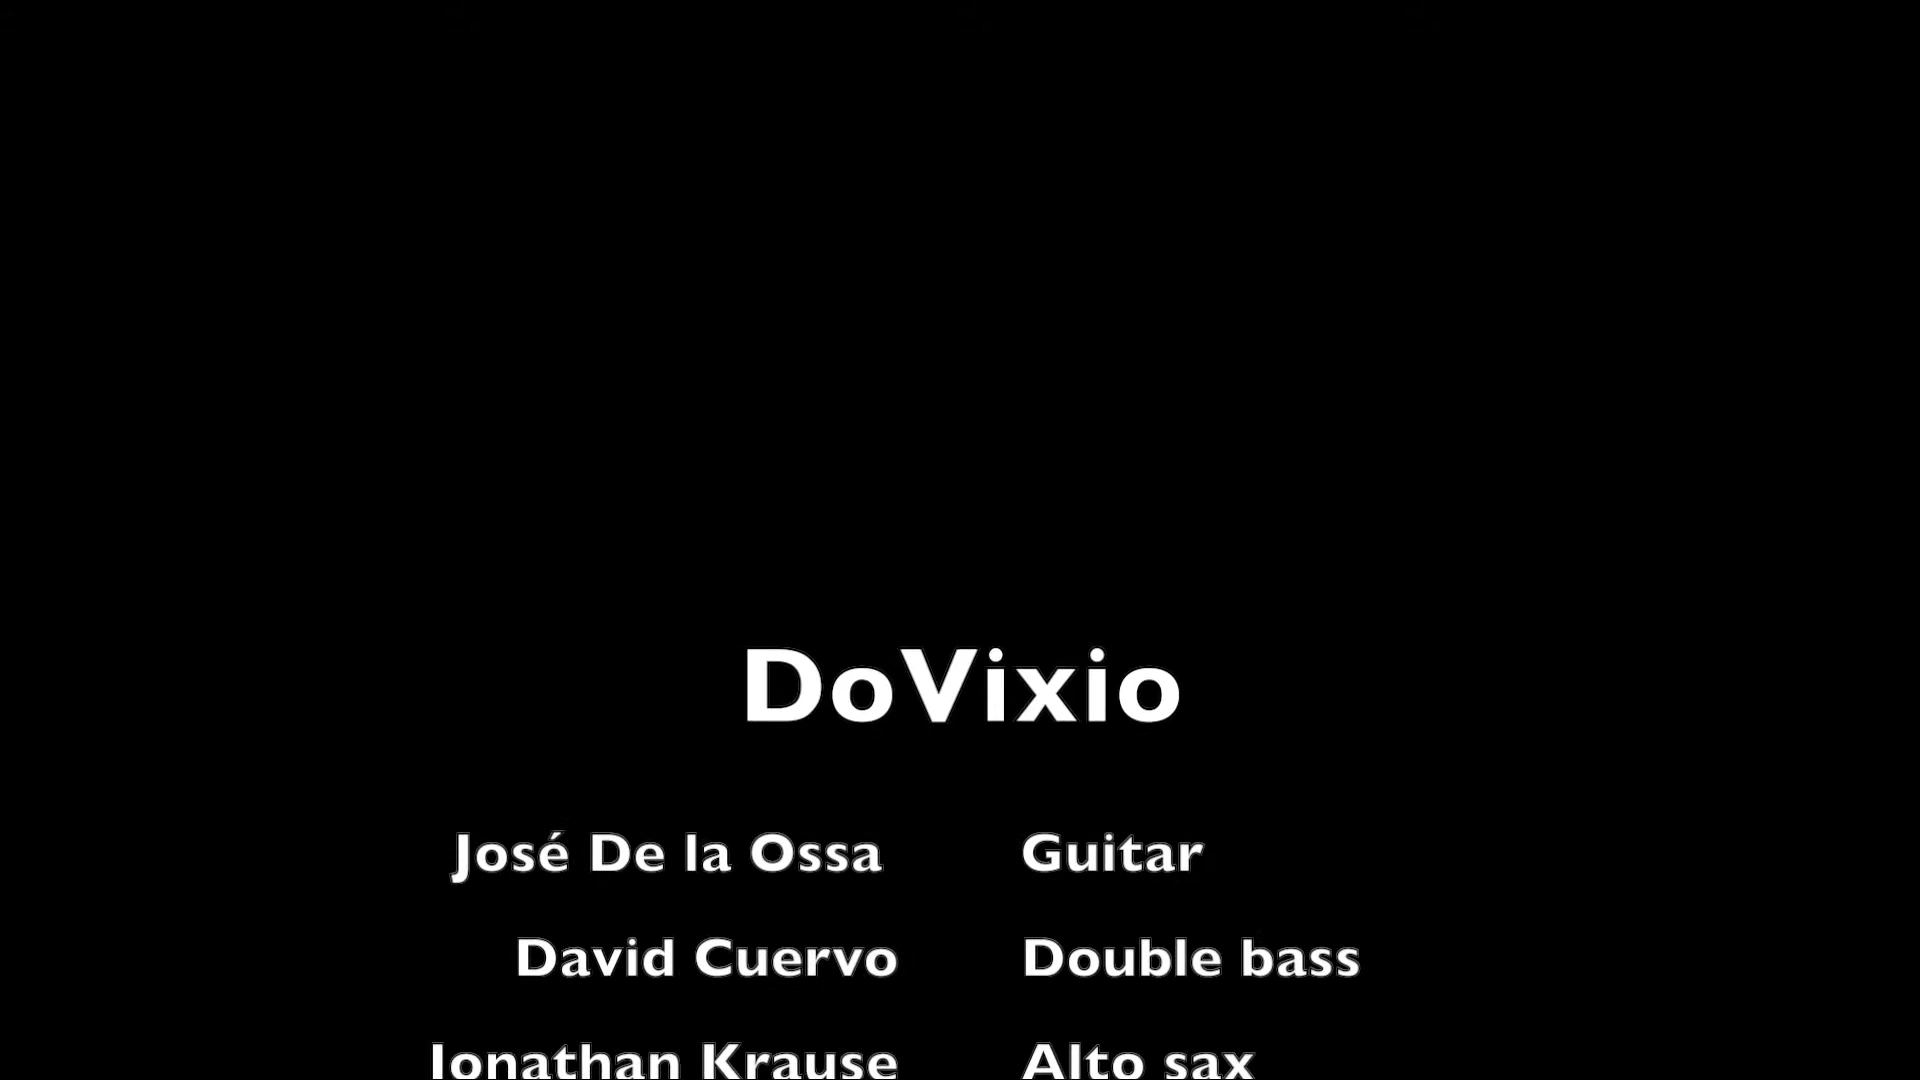 DoVixio
José De la Ossa Guitar
David Cuervo Double bass
Jonathan Krause Alto sax